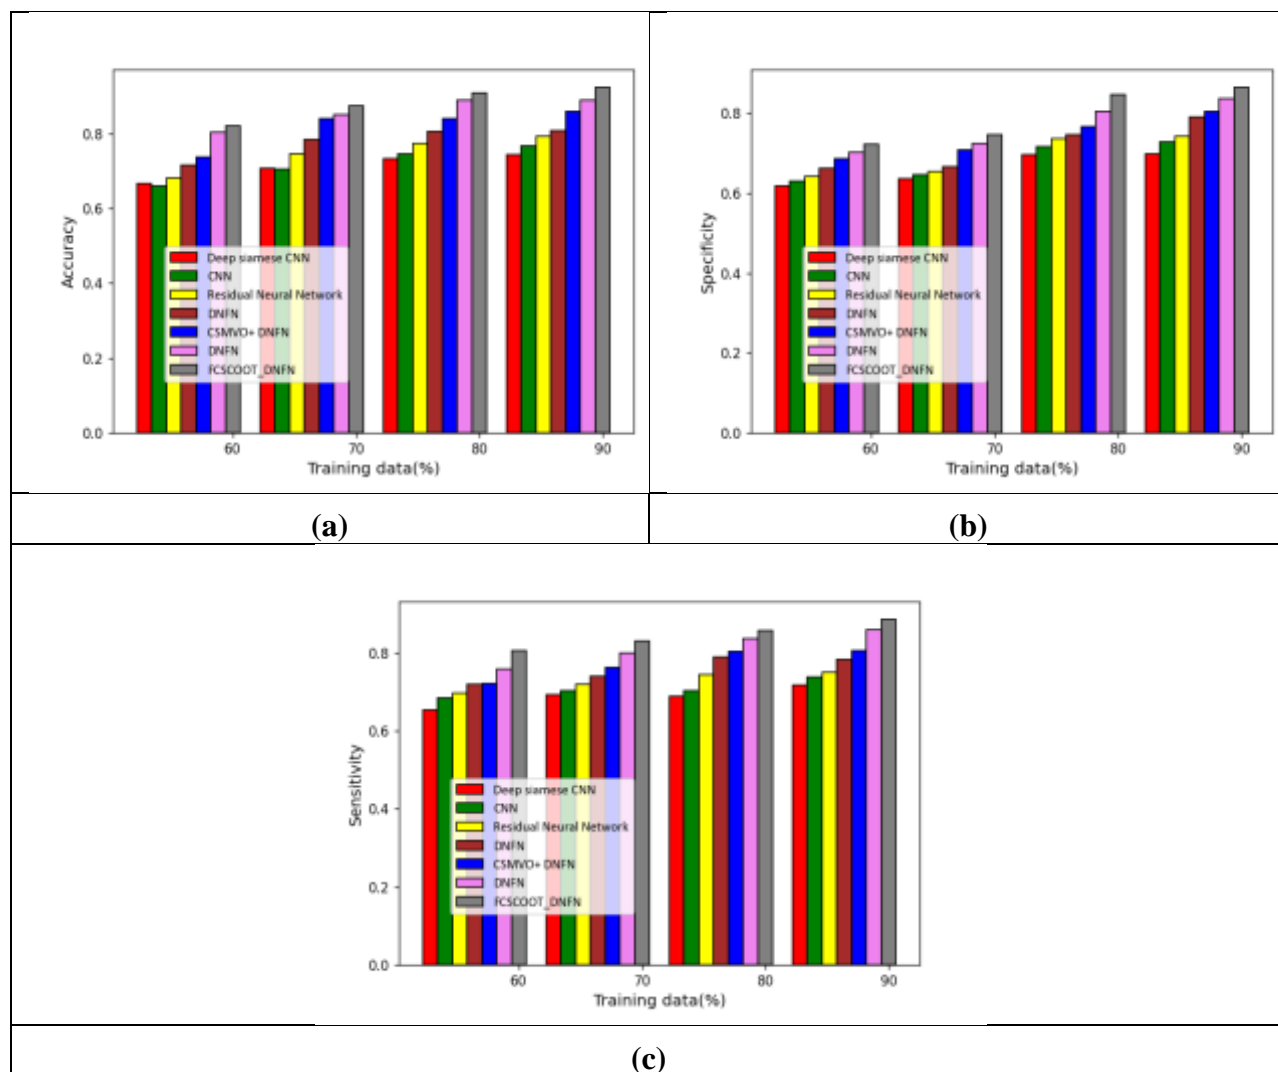 0.8
0.6
0.4
0.2
0.0
Accuracy
Deep siamese CNN
CNN
Residual Neural Network
DNFN
CSMVO+ DNFN
DNFN
FCSCOOT_DNFN
60 70 80 90
Training data(%)
(a)
0.8
0.6
0.4
0.2
0.0
Specificity
Deep siamese CNN
CNN
Residual Neural Network
DNFN
CSMVO+ DNFN
DNFN
FCSCOOT_DNFN
60 70 80 90
Training data(%)
(b)
0.8
0.6
0.4
0.2
0.0
Sensitivity
Deep siamese CNN
CNN
Residual Neural Network
DNFN
CSMVO+ DNFN
DNFN
FCSCOOT_DNFN
60 70 80 90
Training data(%)
(c)